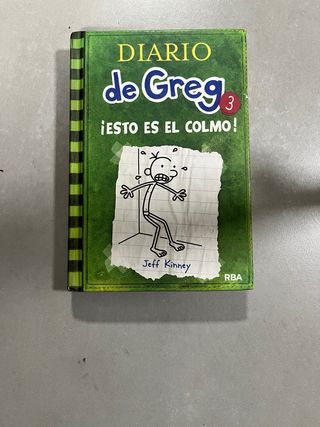 DIARIO
de Greg 3
¡ESTO ES EL COLMO!
Jeff Kinney
RBA